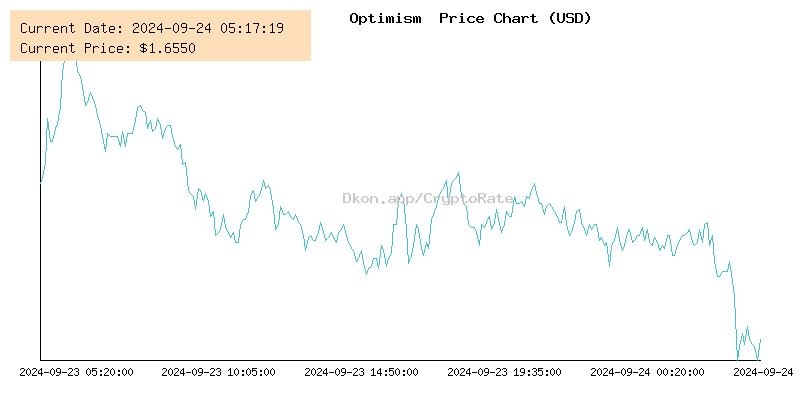 Optimism  Price Chart (USD)
Current Date: 2024-09-24 05:17:19
Current Price: $1.6550
Dkon.app/CryptoRate
2024-09-23 05:20:00
2024-09-23 10:05:00
2024-09-23 14:50:00
2024-09-23 19:35:00
2024-09-24 00:20:00
2024-09-24